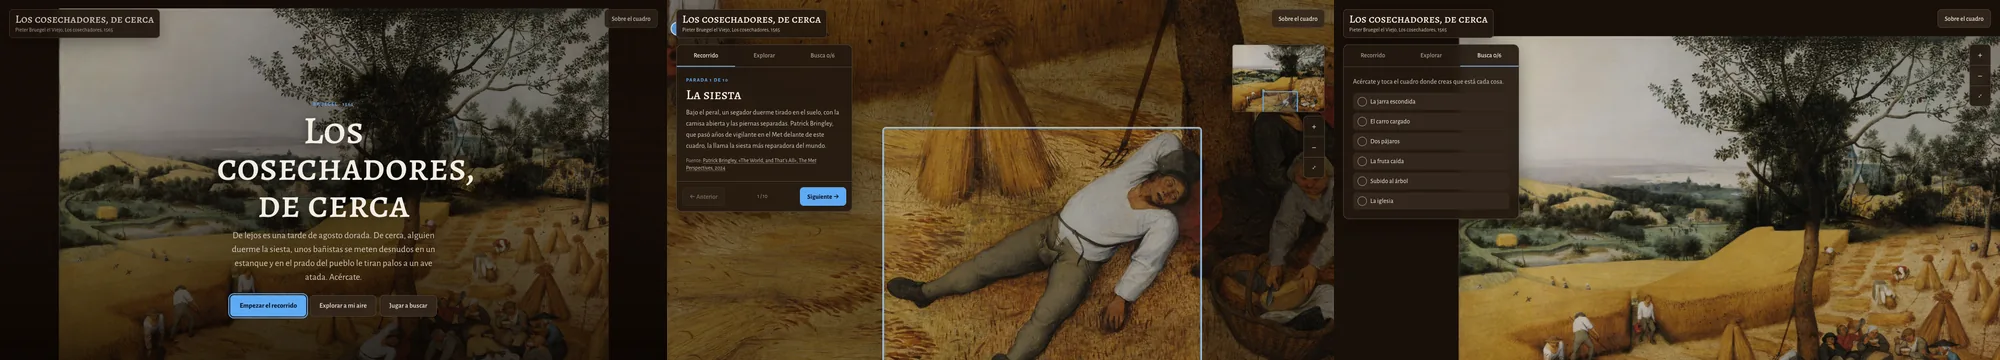 Los cosechadores, de cerca
Pieter Bruegel el Viejo, Los cosechadores, 1565
Sobre el cuadro
Los
cosechadores,
de cerca
De lejos es una tarde de agosto dorada. De cerca, alguien
duerme la siesta, unos bañistas se meten desnudos en un
estanque y en el prado del pueblo le tiran palos a un ave
atada. Acércate.
Empezar el recorrido
Explorar a mi aire
Jugar a buscar
Los cosechadores, de cerca
Pieter Bruegel el Viejo, Los cosechadores, 1565
Sobre el cuadro
Recorrido
Explorar
Busca 0/6
PARADA 1 DE 10
La siesta
Bajo el peral, un segador duerme tirado en el suelo, con la
camisa abierta y las piernas separadas. Patrick Bringley,
que pasó años de vigilante en el Met delante de este
cuadro, la llama la siesta más reparadora del mundo.
Fuente: Patrick Bringley, «The World, and That's All», The Met
Perspectives, 2024
← Anterior
1/10
Siguiente →
+
−
Los cosechadores, de cerca
Pieter Bruegel el Viejo, Los cosechadores, 1565
Sobre el cuadro
Recorrido
Explorar
Busca 0/6
Acércate y toca el cuadro donde creas que está cada cosa.
La jarra escondida
El carro cargado
Dos pájaros
La fruta caída
Subido al árbol
La iglesia
+
−